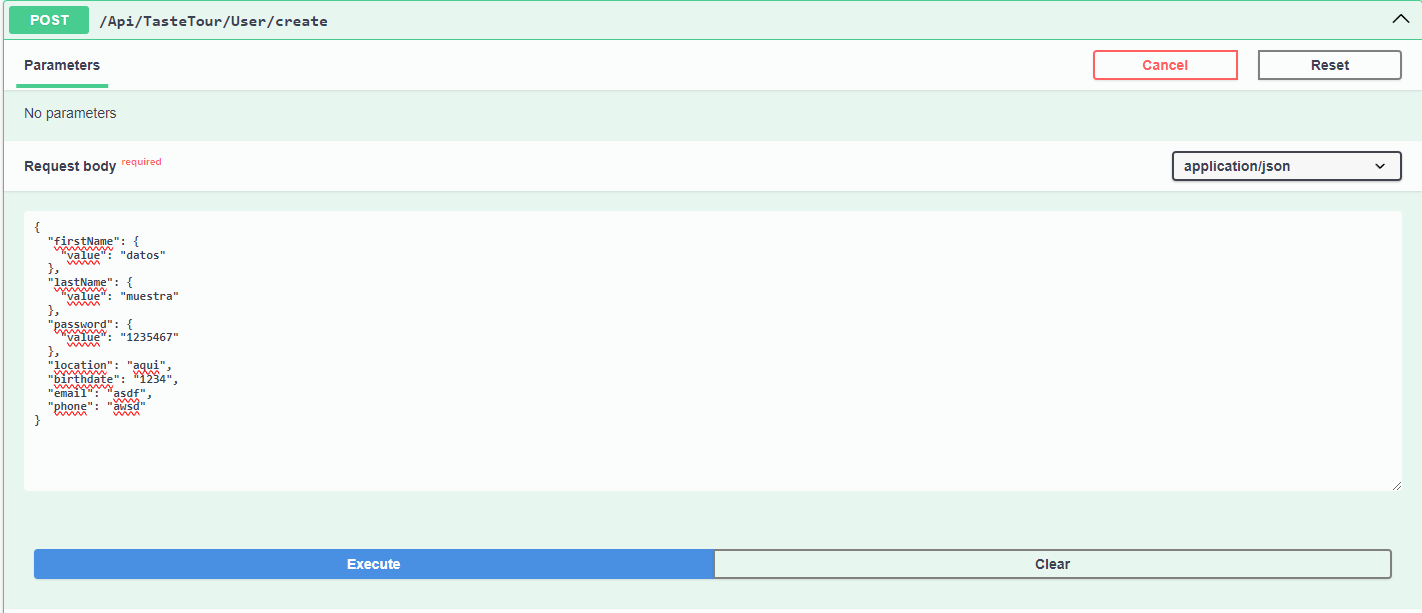 POST /Api/TasteTour/User/create
Parameters
Cancel
Reset
No parameters
Request body required
application/json
{
  "firstName": {
    "value": "datos"
  },
  "lastName": {
    "value": "muestra"
  },
  "password": {
    "value": "1235467"
  },
  "location": "aqui",
  "birthdate": "1234",
  "email": "asdf",
  "phone": "awsd"
}
Execute
Clear